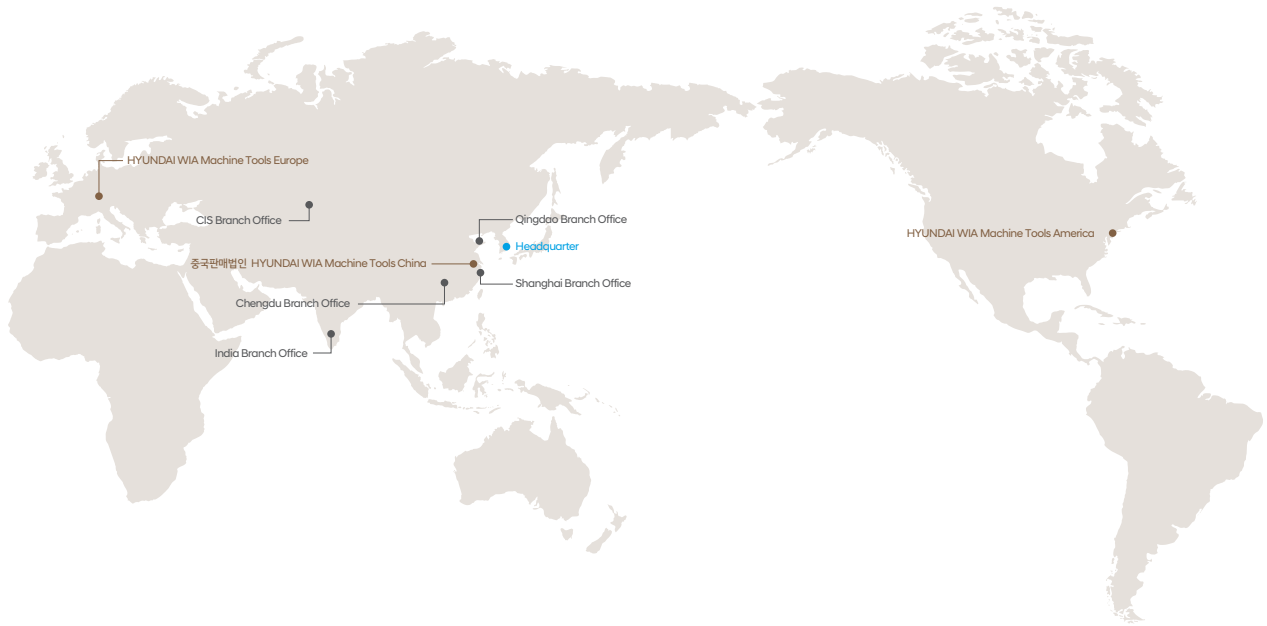 HYUNDAI WIA Machine Tools Europe
CIS Branch Office
Qingdao Branch Office
HYUNDAI WIA Machine Tools America
Headquarter
중국판매법인 HYUNDAI WIA Machine Tools China
Shanghai Branch Office
Chengdu Branch Office
India Branch Office